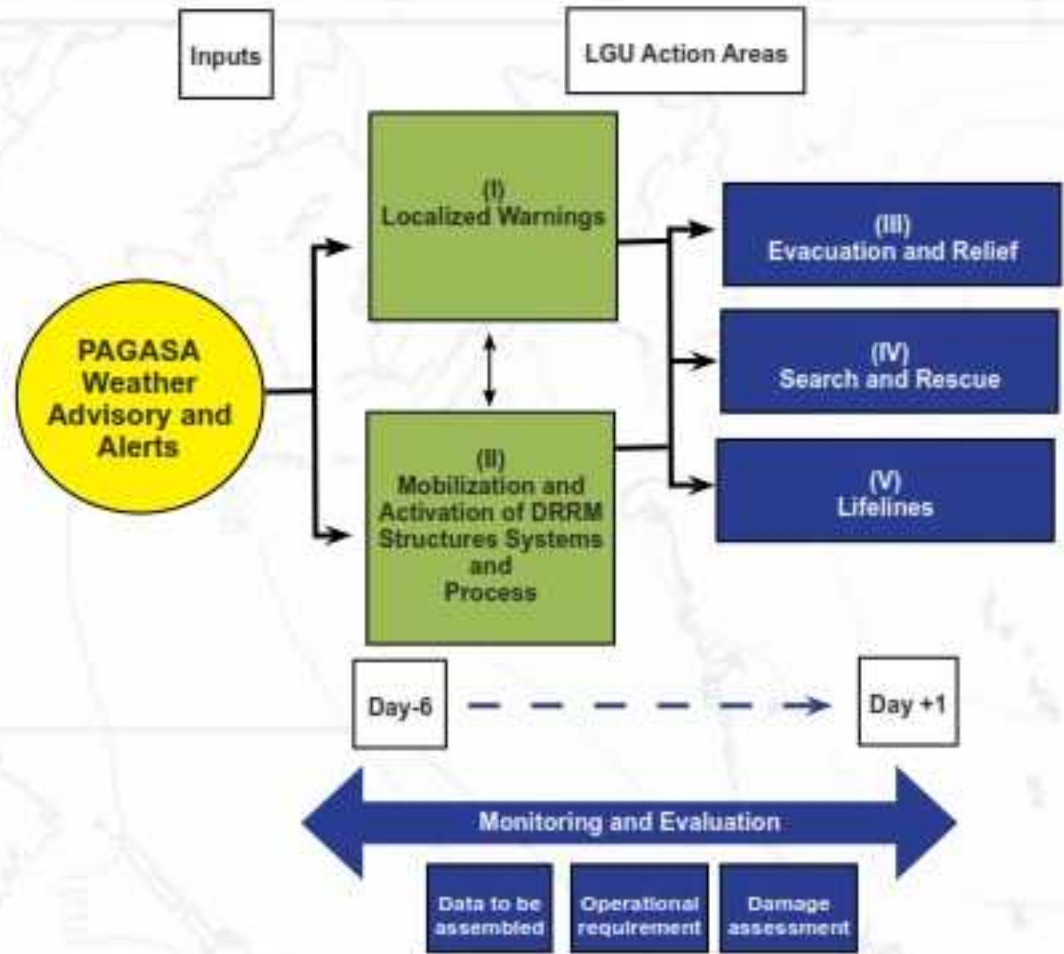 Inputs
LGU Action Areas
PAGASA
Weather
Advisory and
Alerts
(I)
Localized Warnings
(II)
Mobilization and
Activation of DRRM
Structures Systems
and
Process
(III)
Evacuation and Relief
(IV)
Search and Rescue
(V)
Lifelines
Day-6
Day +1
Monitoring and Evaluation
Data to be
assembled
Operational
requirement
Damage
assessment